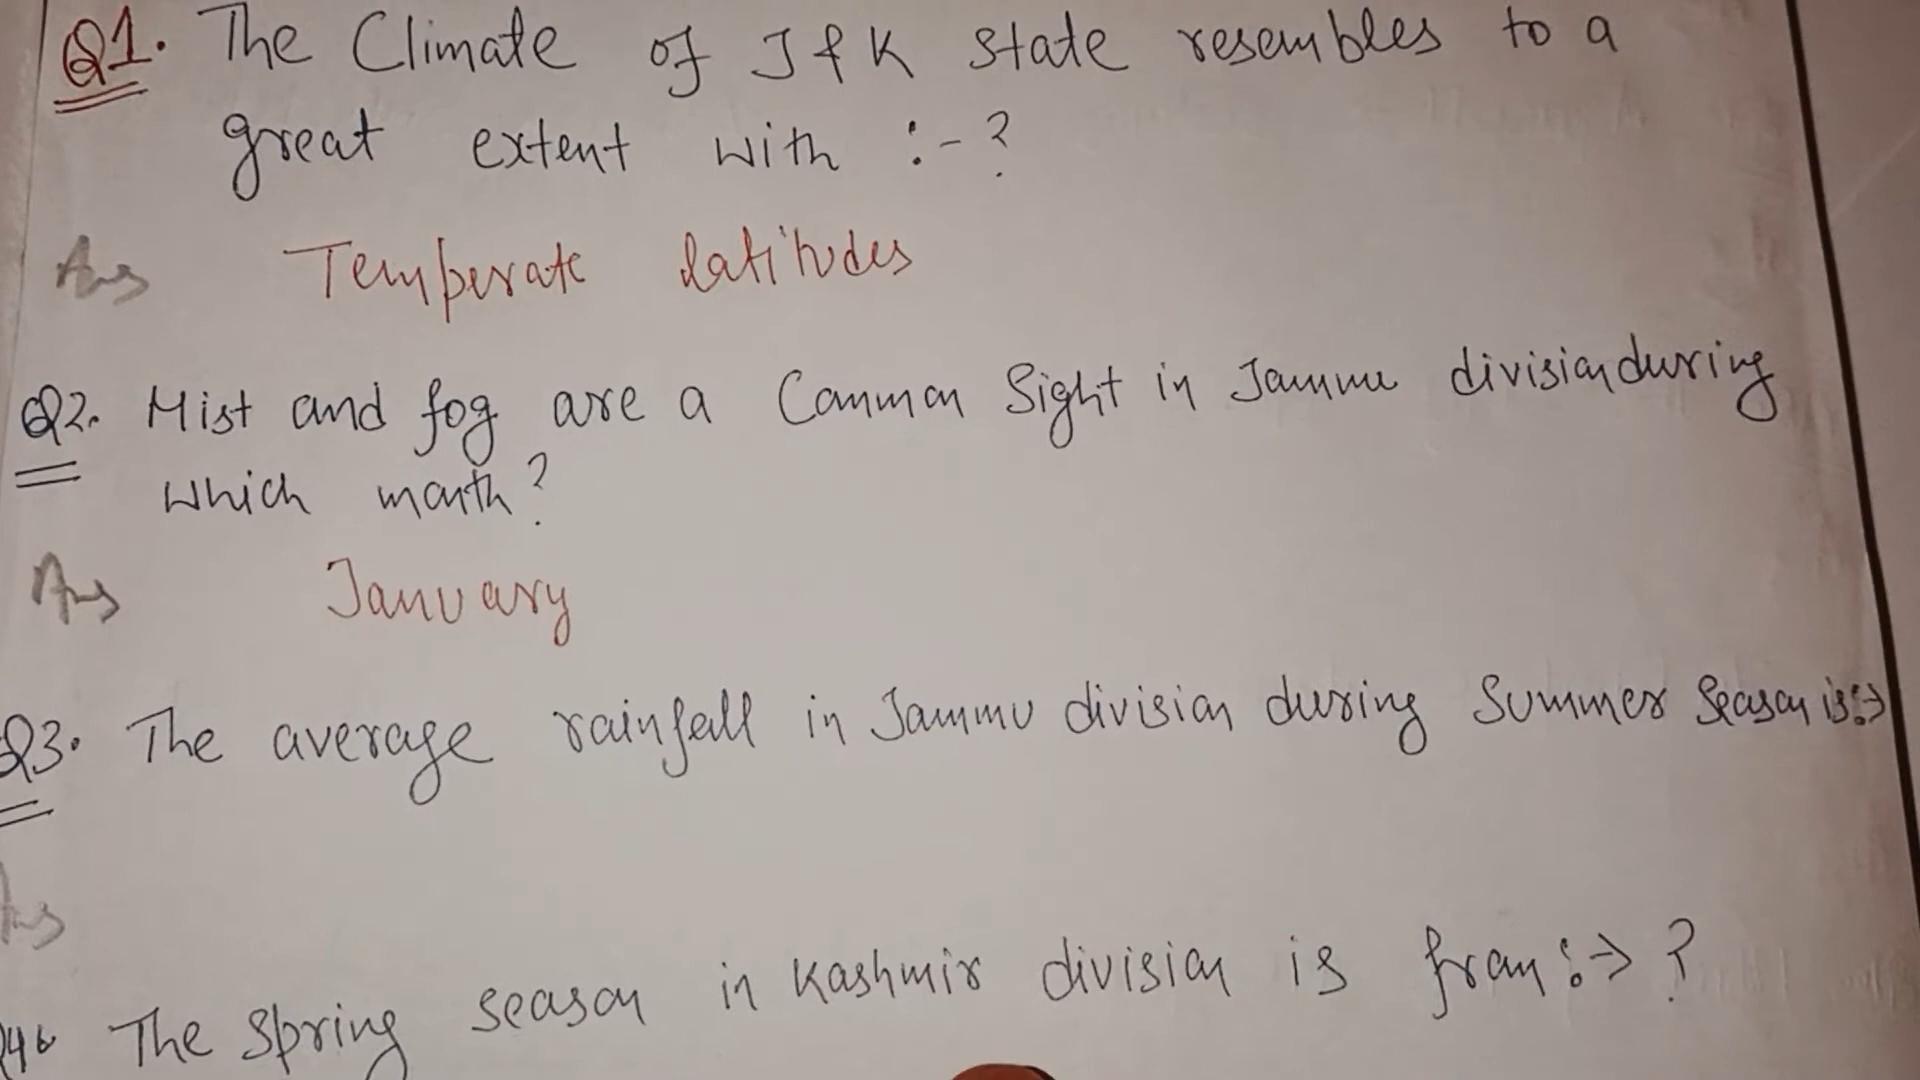 Q1. The Climate of J & K state resembles to a
great extent with :- ?
Ans Temperate latitudes
Q2. Mist and fog are a Common Sight in Jammu division during
which month?
Ans January
Q3. The average rainfall in Jammu division during Summer Season is:->
Ans
Q4. The Spring season in Kashmir division is from :-> ?